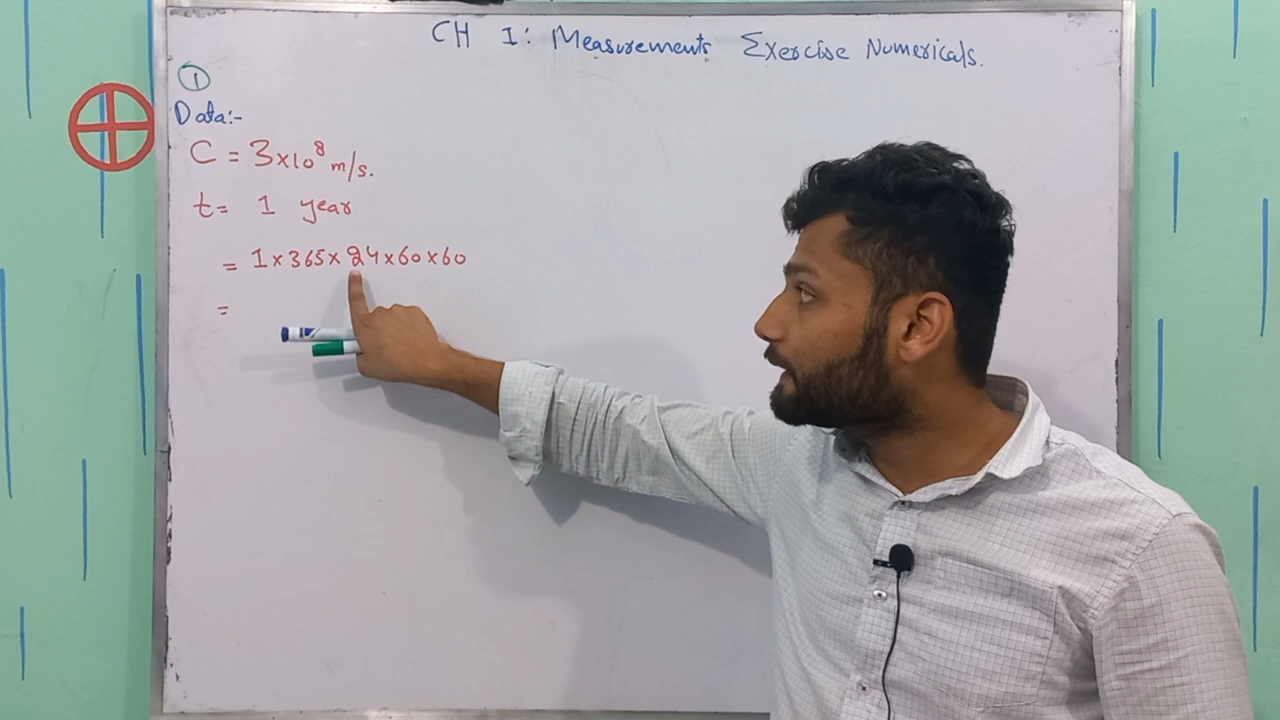 CH 1: Measurements Exercise Numericals.
1
Data:-
C = 3×10⁸ m/s.
t = 1 year
= 1×365×24×60×60
=